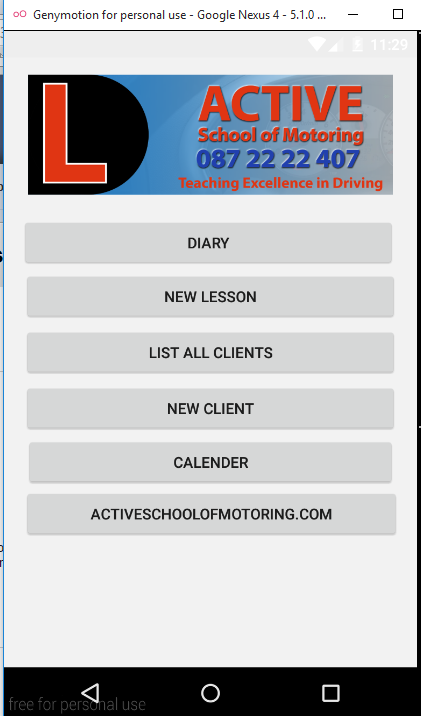 Genymotion for personal use - Google Nexus 4 - 5.1.0 ...
11:29
L
ACTIVE
School of Motoring
087 22 22 407
Teaching Excellence in Driving
DIARY
NEW LESSON
LIST ALL CLIENTS
NEW CLIENT
CALENDER
ACTIVESCHOOLOFMOTORING.COM
free for personal use